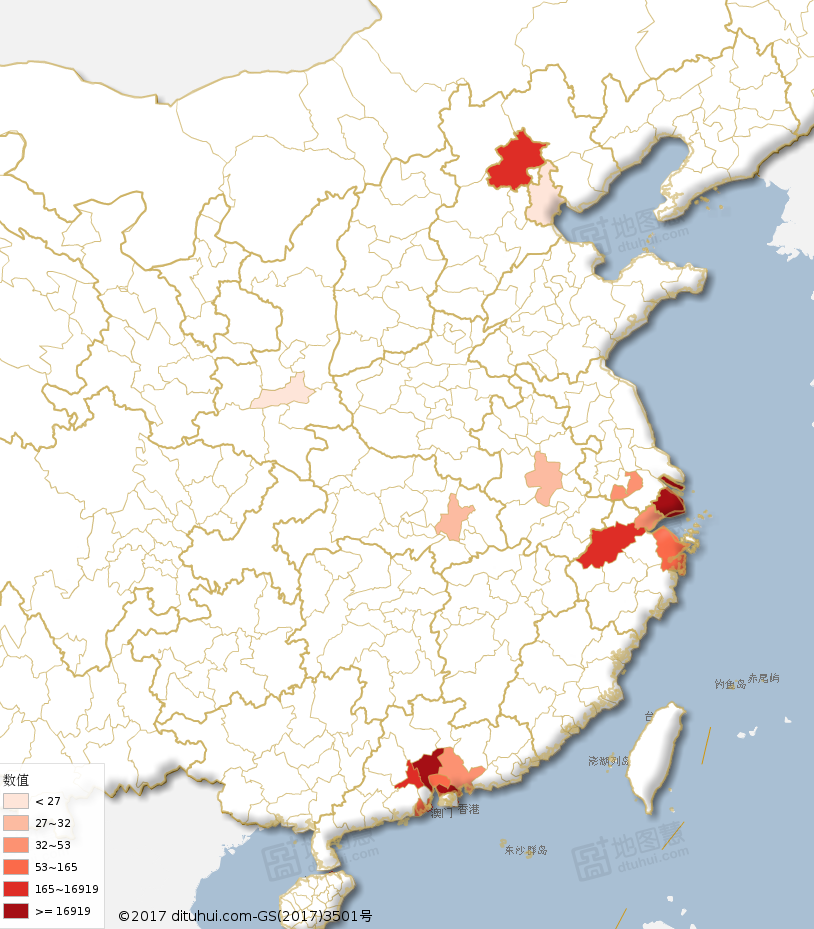 地图慧
dituhui.com
钓鱼岛
赤尾屿
台
澎湖列岛
数值
< 27
27~32
32~53
53~165
165~16919
>= 16919
澳门
香港
东沙群岛
地图慧
dituhui.com
地图慧
dituhui.com
©2017 dituhui.com-GS(2017)3501号